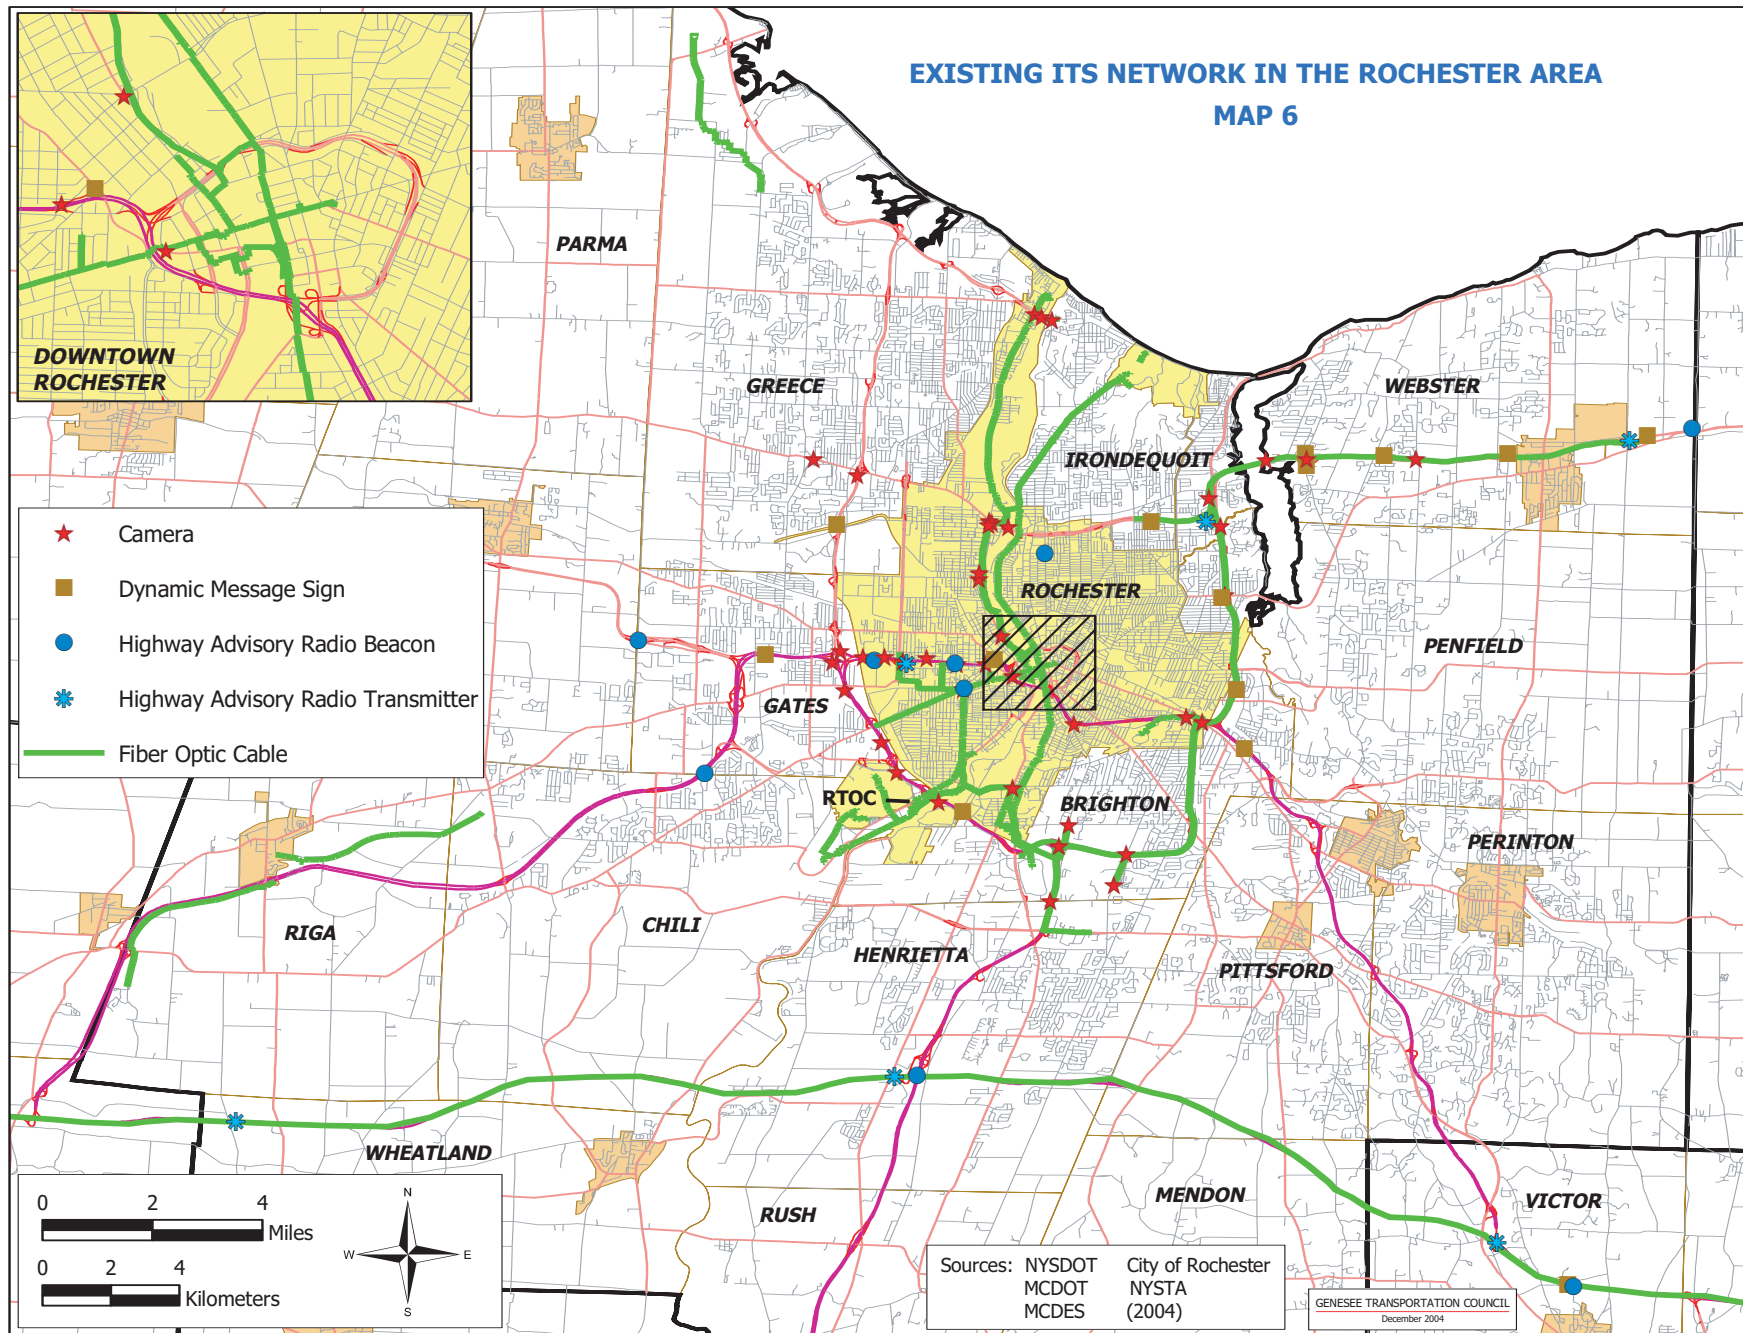 EXISTING ITS NETWORK IN THE ROCHESTER AREA
MAP 6
DOWNTOWN
ROCHESTER
PARMA
GREECE
WEBSTER
IRONDEQUOIT
Camera
Dynamic Message Sign
Highway Advisory Radio Beacon
Highway Advisory Radio Transmitter
Fiber Optic Cable
ROCHESTER
PENFIELD
GATES
RTOC
BRIGHTON
PERINTON
RIGA
CHILI
HENRIETTA
PITTSFORD
WHEATLAND
RUSH
MENDON
VICTOR
0 2 4
Miles
0 2 4
Kilometers
N
W E
S
Sources: NYSDOT City of Rochester
MCDOT NYSTA
MCDES (2004)
GENESEE TRANSPORTATION COUNCIL
December 2004